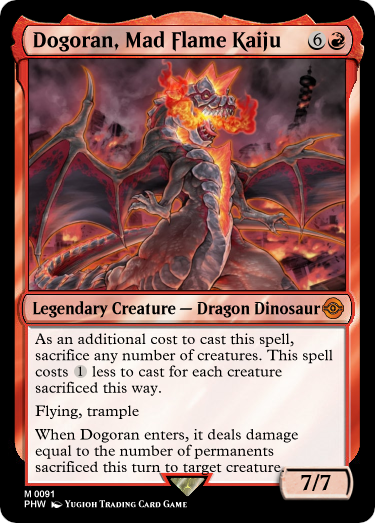 Dogoran, Mad Flame Kaiju 6
Legendary Creature — Dragon Dinosaur
As an additional cost to cast this spell,
sacrifice any number of creatures. This spell
costs 1 less to cast for each creature
sacrificed this way.
Flying, trample
When Dogoran enters, it deals damage
equal to the number of permanents
sacrificed this turn to target creature.
7/7
M 0091
PHW Yugioh Trading Card Game